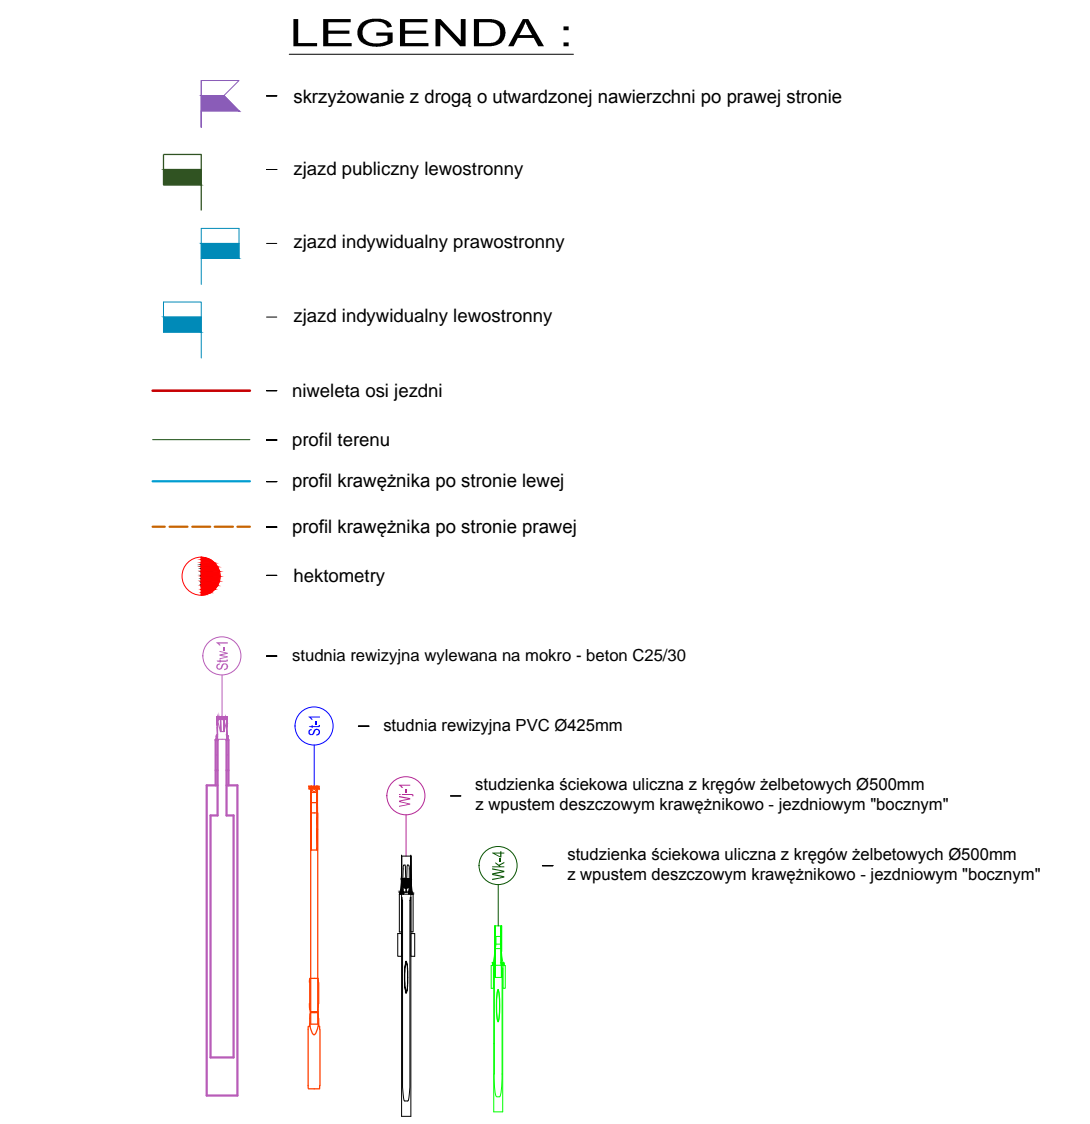 LEGENDA :
– skrzyżowanie z drogą o utwardzonej nawierzchni po prawej stronie
– zjazd publiczny lewostronny
– zjazd indywidualny prawostronny
– zjazd indywidualny lewostronny
– niweleta osi jezdni
– profil terenu
– profil krawężnika po stronie lewej
– profil krawężnika po stronie prawej
– hektometry
Stw-1
– studnia rewizyjna wylewana na mokro - beton C25/30
St-1
– studnia rewizyjna PVC Ø425mm
Wj-1
– studzienka ściekowa uliczna z kręgów żelbetowych Ø500mm
z wpustem deszczowym krawężnikowo - jezdniowym "bocznym"
Wk-4
– studzienka ściekowa uliczna z kręgów żelbetowych Ø500mm
z wpustem deszczowym krawężnikowo - jezdniowym "bocznym"